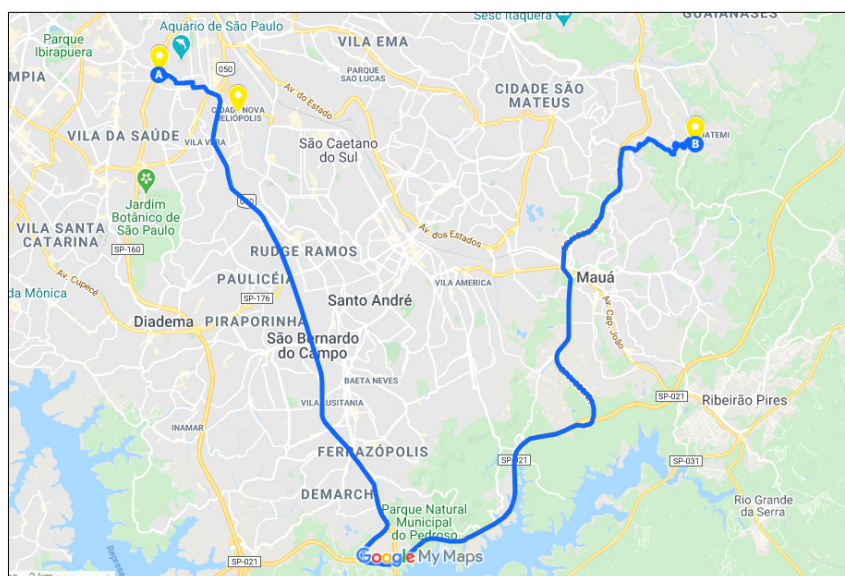 Sesc Itaquera
GUAIANASES
Aquário de São Paulo
Parque
Ibirapuera
VILA EMA
050
PARQUE
SÃO LUCAS
Av. do Estado
CIDADE SÃO
MATEUS
A
CIDADE NOVA
HELIÓPOLIS
VILA DA SAÚDE
VILA VERA
São Caetano
do Sul
B
Jardim
Botânico de
São Paulo
VILA SANTA
CATARINA
SP-160
Av. dos Estados
RUDGE RAMOS
Av. Cupecê
PAULICÉIA
VILA AMERICA
Mauá
da Mônica
SP-176
Santo André
Diadema
PIRAPORINHA
Av. Cap. João
São Bernardo
do Campo
BAETA NEVES
SP-021
Ribeirão Pires
VILA LUSITANIA
INAMAR
FERRAZÓPOLIS
SP-021
SP-031
DEMARCH
Parque Natural
Municipal
do Pedroso
Rio Grande
da Serra
SP-021
Google My Maps
2 km